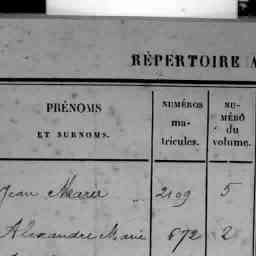 RÉPERTOIRE A
PRÉNOMS
ET SURNOMS.
NUMÉROS
ma-
tricules.
NU-
MÉRO
du
volume.
Jean Marie 2109 5
Alexandre Marie 672 2